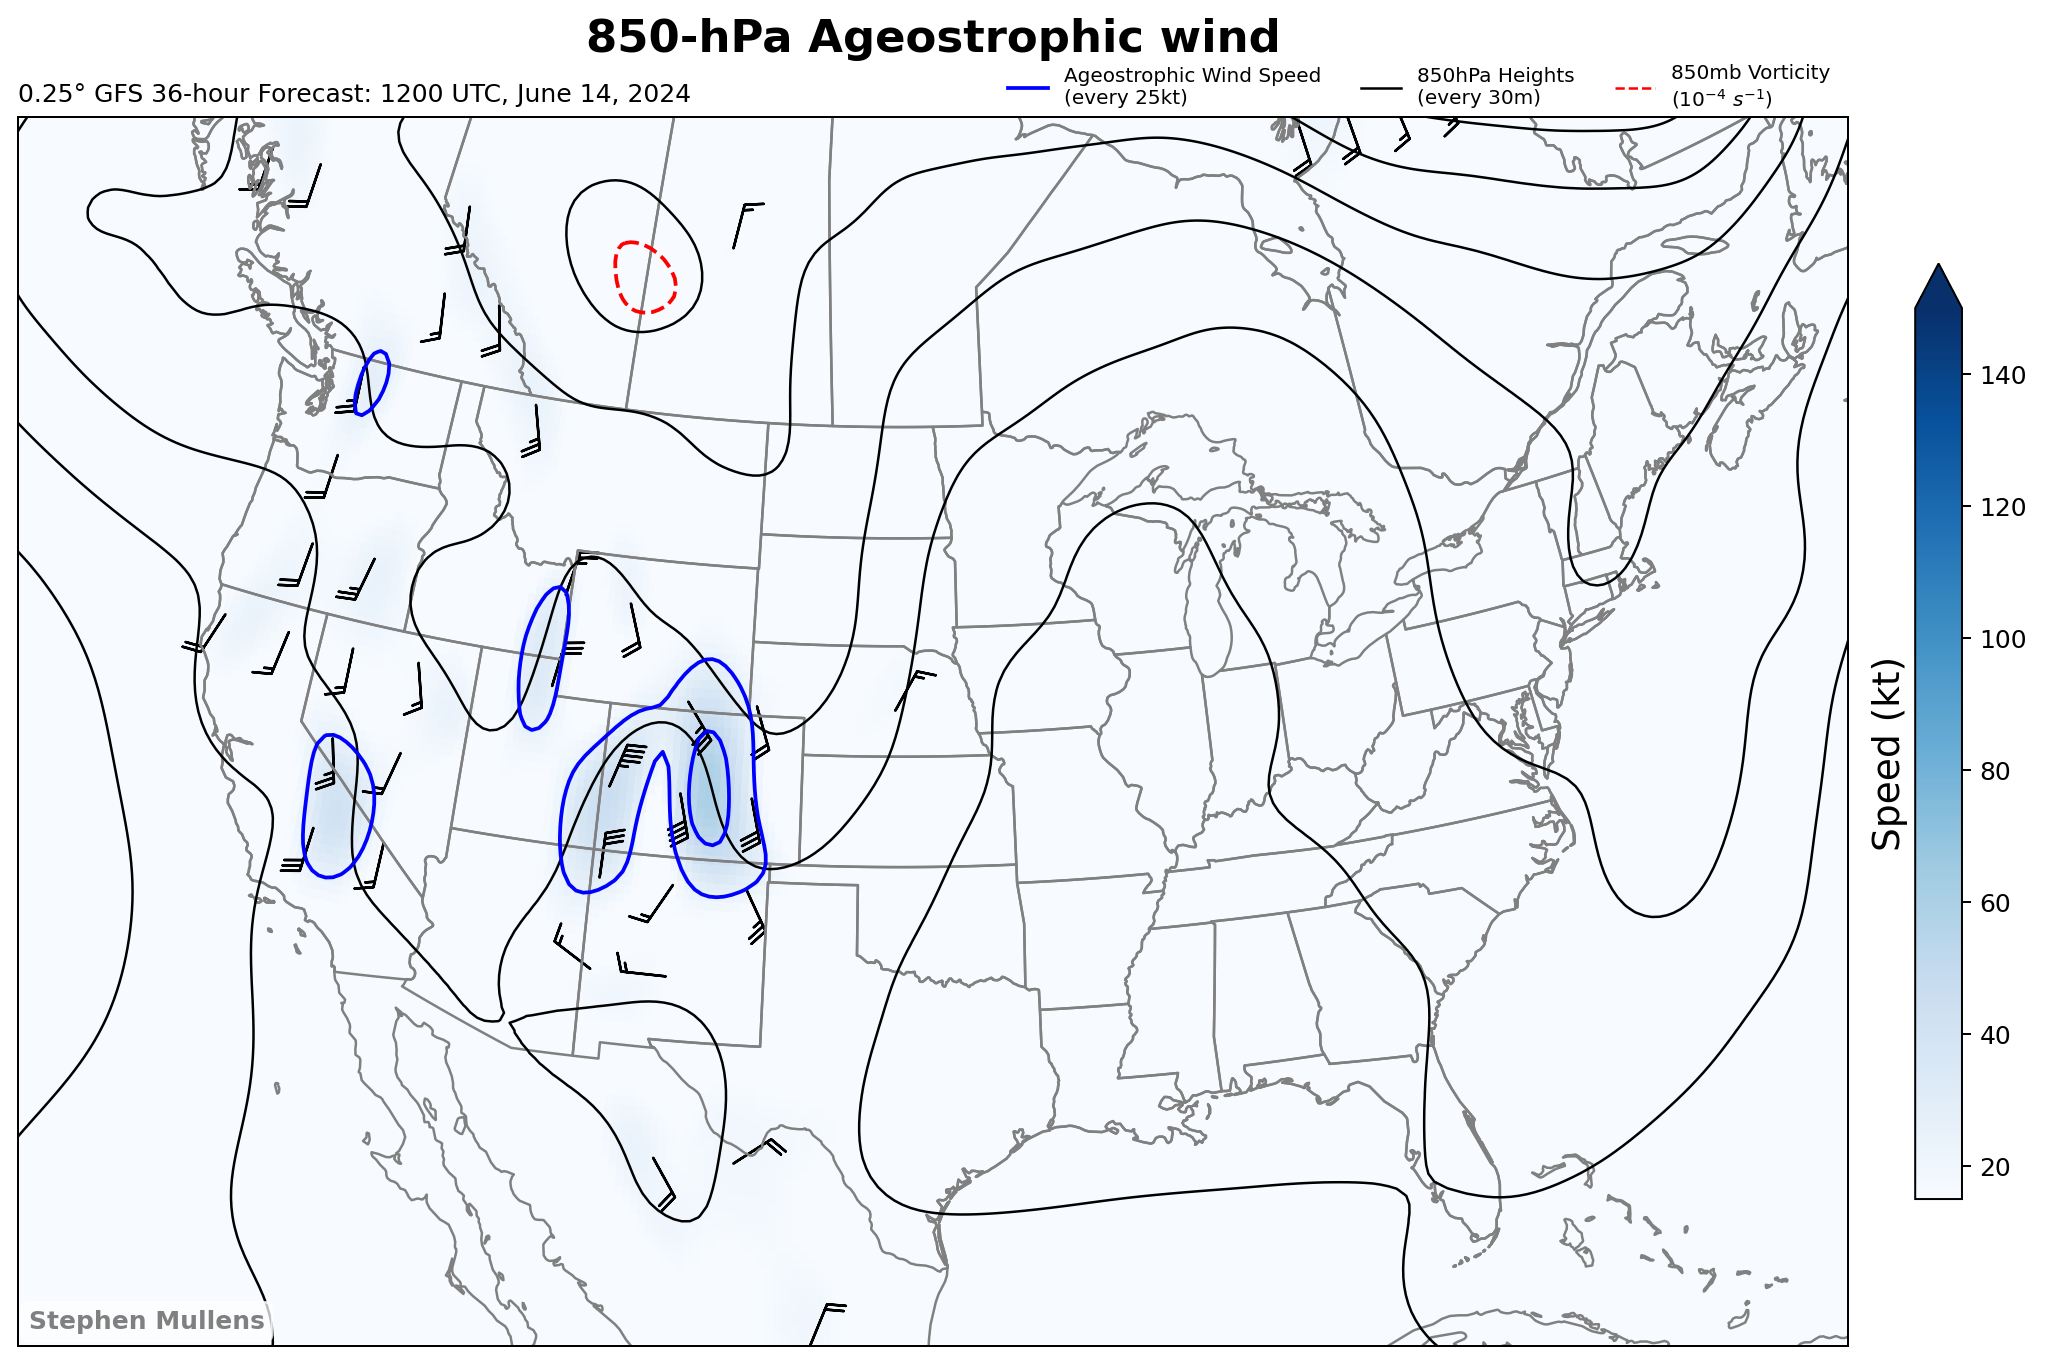 850-hPa Ageostrophic wind
0.25° GFS 36-hour Forecast: 1200 UTC, June 14, 2024
Ageostrophic Wind Speed
(every 25kt)
850hPa Heights
(every 30m)
850mb Vorticity
(10⁻⁴ s⁻¹)
140
120
100
80
60
40
20
Speed (kt)
Stephen Mullens